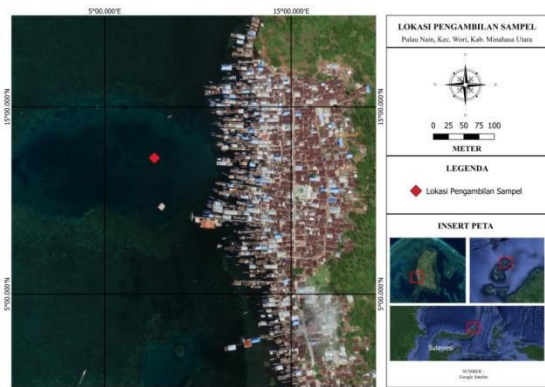 5°00.000'E 15°00.000'E
15°00.000'N 15°00.000'N
5°00.000'N 5°00.000'N
LOKASI PENGAMBILAN SAMPEL
Pulau Nain, Kec. Wori, Kab. Minahasa Utara
0 25 50 75 100
METER
LEGENDA
Lokasi Pengambilan Sampel
INSERT PETA
Sulawesi
Google Satelite